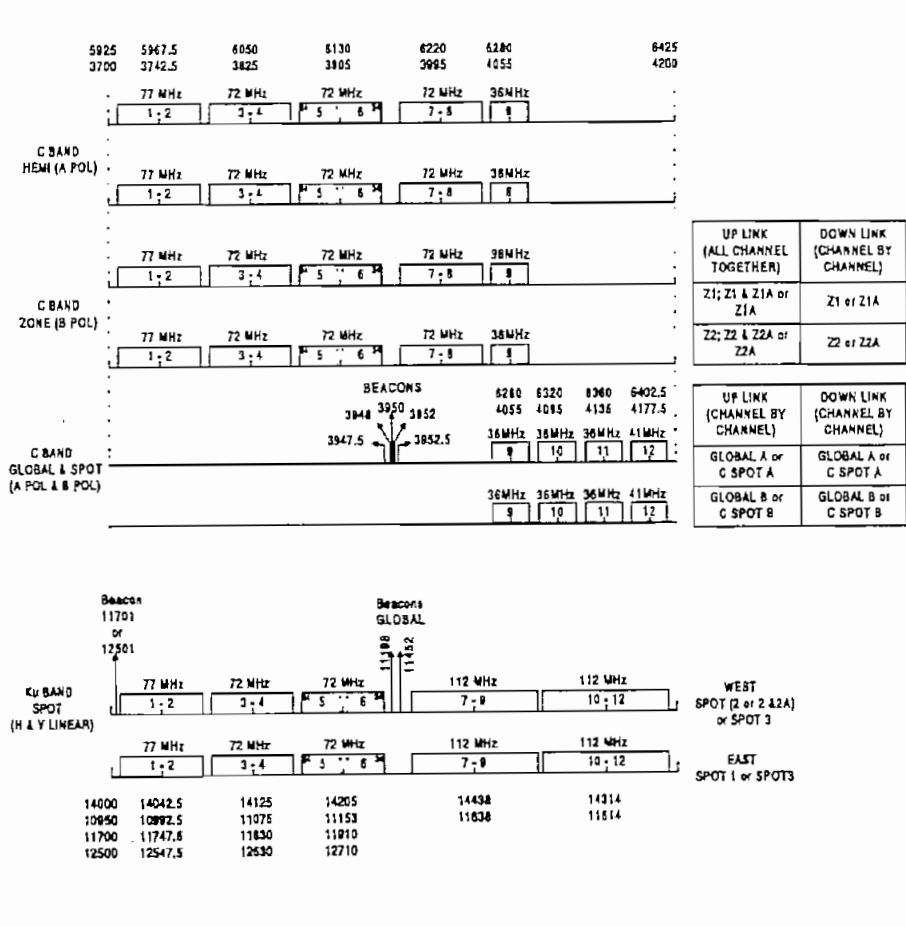 5925 5967.5 6050 6130 6220 6280 6425
3700 3742.5 3825 3905 3995 4055 4200
77 MHz 72 MHz 72 MHz 72 MHz 36MHz
1 - 2 3 - 4 5 6 7 - 8 9
C BAND
HEMI (A POL)
77 MHz 72 MHz 72 MHz 72 MHz 36MHz
1 - 2 3 - 4 5 6 7 - 8
77 MHz 72 MHz 72 MHz 72 MHz 36MHz
1 - 2 3 - 4 5 6 7 - 8 9
C BAND
ZONE (B POL)
77 MHz 72 MHz 72 MHz 72 MHz 36MHz
1 - 2 3 - 4 5 6 7 - 8 9
UP LINK
(ALL CHANNEL
TOGETHER)
DOWN LINK
(CHANNEL BY
CHANNEL)
Z1; Z1 & Z1A or
Z1A
Z1 or Z1A
Z2; Z2 & Z2A or
Z2A
Z2 or Z2A
BEACONS
3948 3950 3952
3947.5 3952.5
6280 6320 6360 6402.5
4055 4095 4135 4177.5
36MHz 36MHz 36MHz 41MHz
9 10 11 12
C BAND
GLOBAL & SPOT
(A POL & B POL)
36MHz 36MHz 36MHz 41MHz
9 10 11 12
UP LINK
(CHANNEL BY
CHANNEL)
DOWN LINK
(CHANNEL BY
CHANNEL)
GLOBAL A or
C SPOT A
GLOBAL A or
C SPOT A
GLOBAL B or
C SPOT B
GLOBAL B or
C SPOT B
Beacon
11701
or
12501
Beacons
GLOBAL
11198
11452
77 MHz 72 MHz 72 MHz 112 MHz 112 MHz
1 - 2 3 - 4 5 6 7 - 9 10 - 12
Ku BAND
SPOT
(H & V LINEAR)
WEST
SPOT (2 or 2 &2A)
or SPOT 3
77 MHz 72 MHz 72 MHz 112 MHz 112 MHz
1 - 2 3 - 4 5 6 7 - 9 10 - 12
EAST
SPOT 1 or SPOT3
14000 14042.5 14125 14205 14438 14314
10950 10992.5 11075 11153 11638 11514
11700 11747.5 11830 11910
12500 12547.5 12630 12710